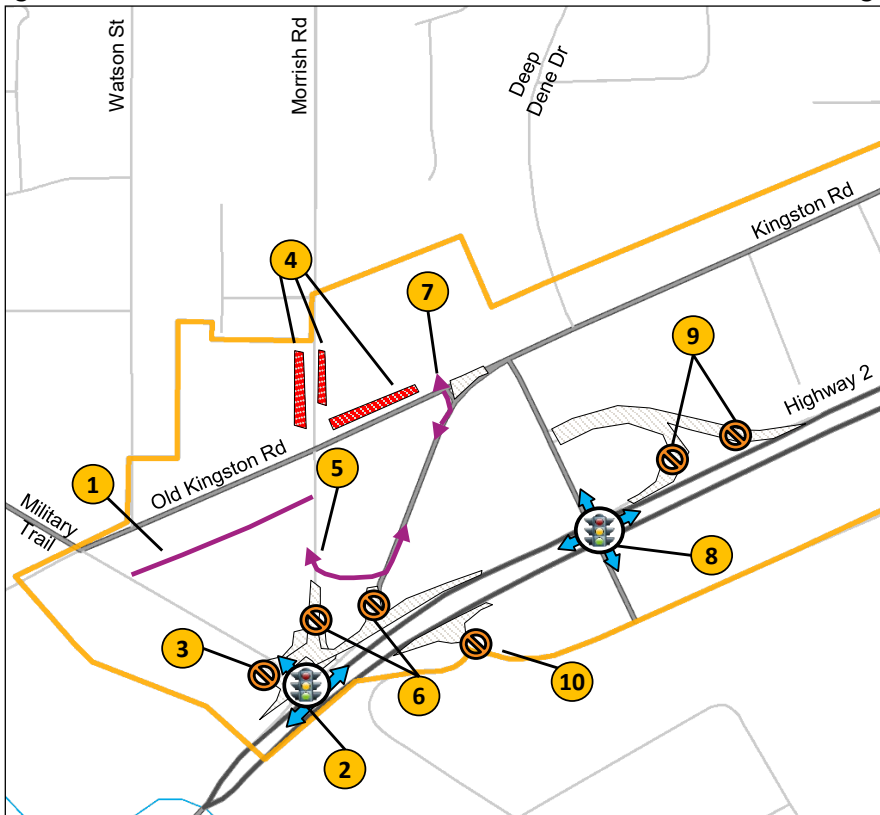 Watson St
Morrish Rd
Deep
Dene Dr
Kingston Rd
4
7
9
Highway 2
Old Kingston Rd
1
5
Military
Trail
8
3
6
10
2